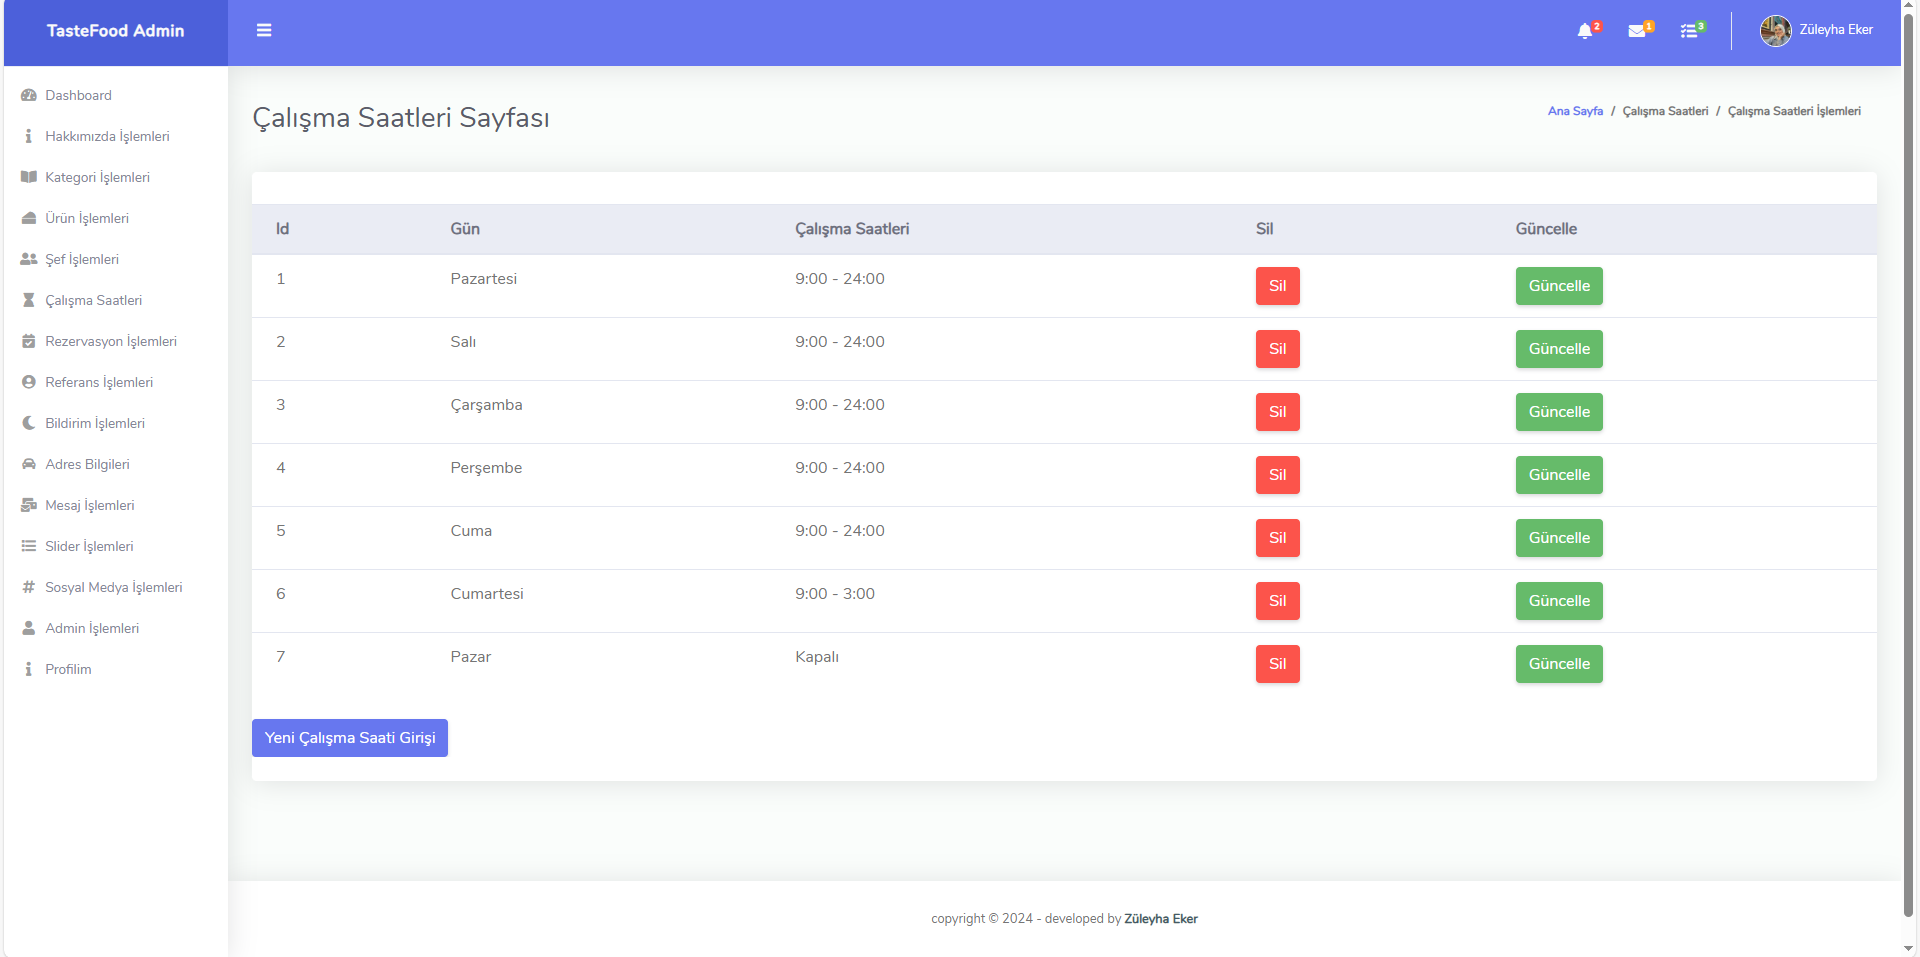 TasteFood Admin
2
1
3
Züleyha Eker
Dashboard
Hakkımızda İşlemleri
Kategori İşlemleri
Ürün İşlemleri
Şef İşlemleri
Çalışma Saatleri
Rezervasyon İşlemleri
Referans İşlemleri
Bildirim İşlemleri
Adres Bilgileri
Mesaj İşlemleri
Slider İşlemleri
Sosyal Medya İşlemleri
Admin İşlemleri
Profilim
Çalışma Saatleri Sayfası
Ana Sayfa / Çalışma Saatleri / Çalışma Saatleri İşlemleri
Id Gün Çalışma Saatleri Sil Güncelle
1 Pazartesi 9:00 - 24:00 Sil Güncelle
2 Salı 9:00 - 24:00 Sil Güncelle
3 Çarşamba 9:00 - 24:00 Sil Güncelle
4 Perşembe 9:00 - 24:00 Sil Güncelle
5 Cuma 9:00 - 24:00 Sil Güncelle
6 Cumartesi 9:00 - 3:00 Sil Güncelle
7 Pazar Kapalı Sil Güncelle
Yeni Çalışma Saati Girişi
copyright © 2024 - developed by Züleyha Eker